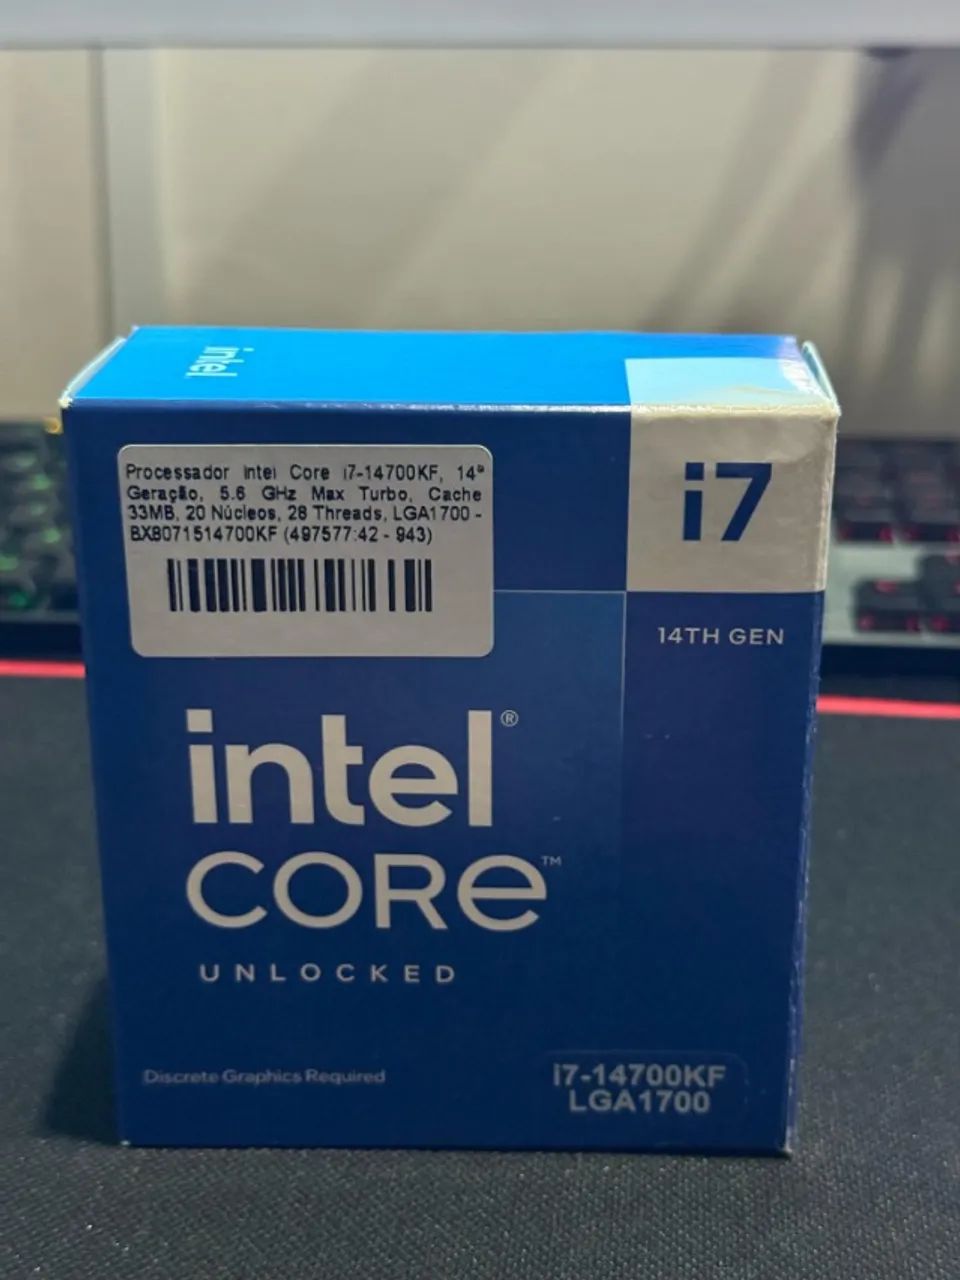 intel
Processador Intel Core i7-14700KF, 14ª
Geração, 5.6 GHz Max Turbo, Cache
33MB, 20 Núcleos, 28 Threads, LGA1700 -
BX8071514700KF (497577:42 - 943)
i7
14TH GEN
intel®
CORE™
UNLOCKED
Discrete Graphics Required
i7-14700KF
LGA1700